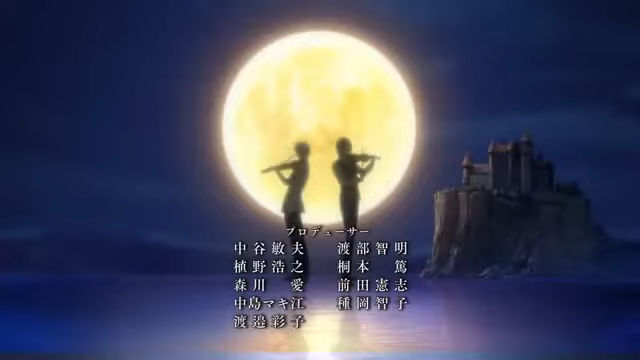 プロデューサー
中谷敏夫 渡部智明
植野浩之 桐本 篤
森川 愛 前田憲志
中島マキ江 種岡智子
渡邉彩子